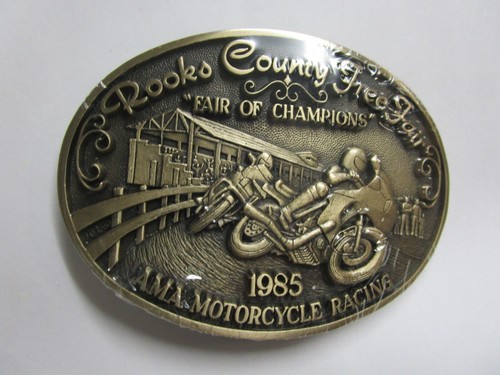 Rooks County Free Fair
"FAIR OF CHAMPIONS"
1985
AMA MOTORCYCLE RACING